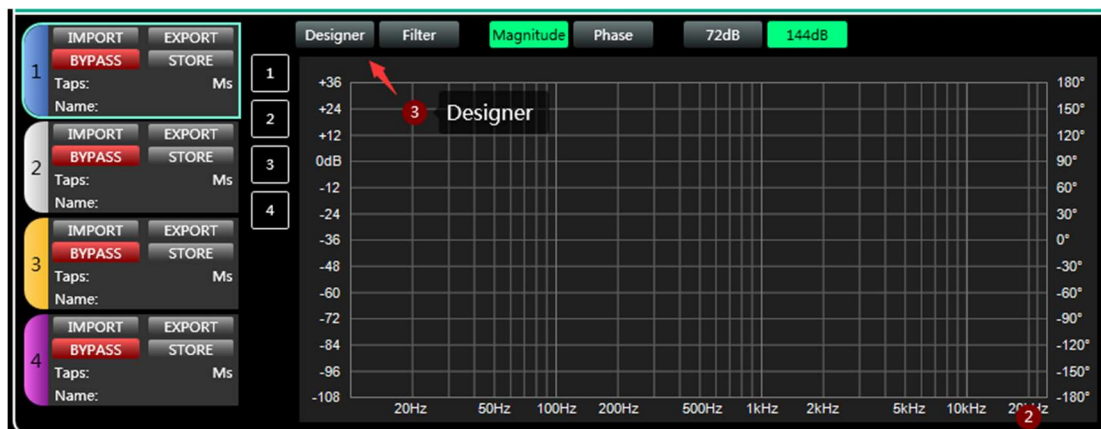 Designer Filter Magnitude Phase 72dB 144dB
1
IMPORT EXPORT
BYPASS STORE
Taps: Ms
Name:
2
IMPORT EXPORT
BYPASS STORE
Taps: Ms
Name:
3
IMPORT EXPORT
BYPASS STORE
Taps: Ms
Name:
4
IMPORT EXPORT
BYPASS STORE
Taps: Ms
Name:
1
2
3
4
3 Designer
+36 180°
+24 150°
+12 120°
0dB 90°
-12 60°
-24 30°
-36 0°
-48 -30°
-60 -60°
-72 -90°
-84 -120°
-96 -150°
-108 -180°
20Hz 50Hz 100Hz 200Hz 500Hz 1kHz 2kHz 5kHz 10kHz
2